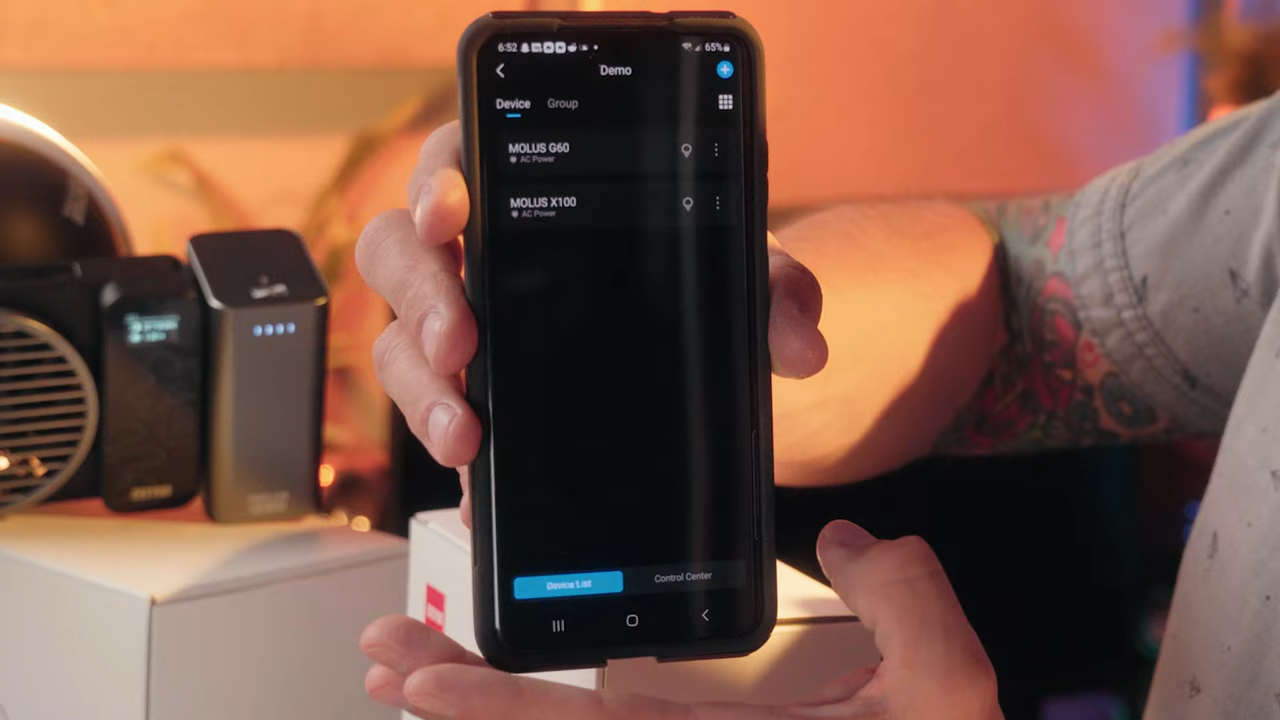 6:52 65%
Demo
Device Group
MOLUS G60
AC Power
MOLUS X100
AC Power
Device List Control Center